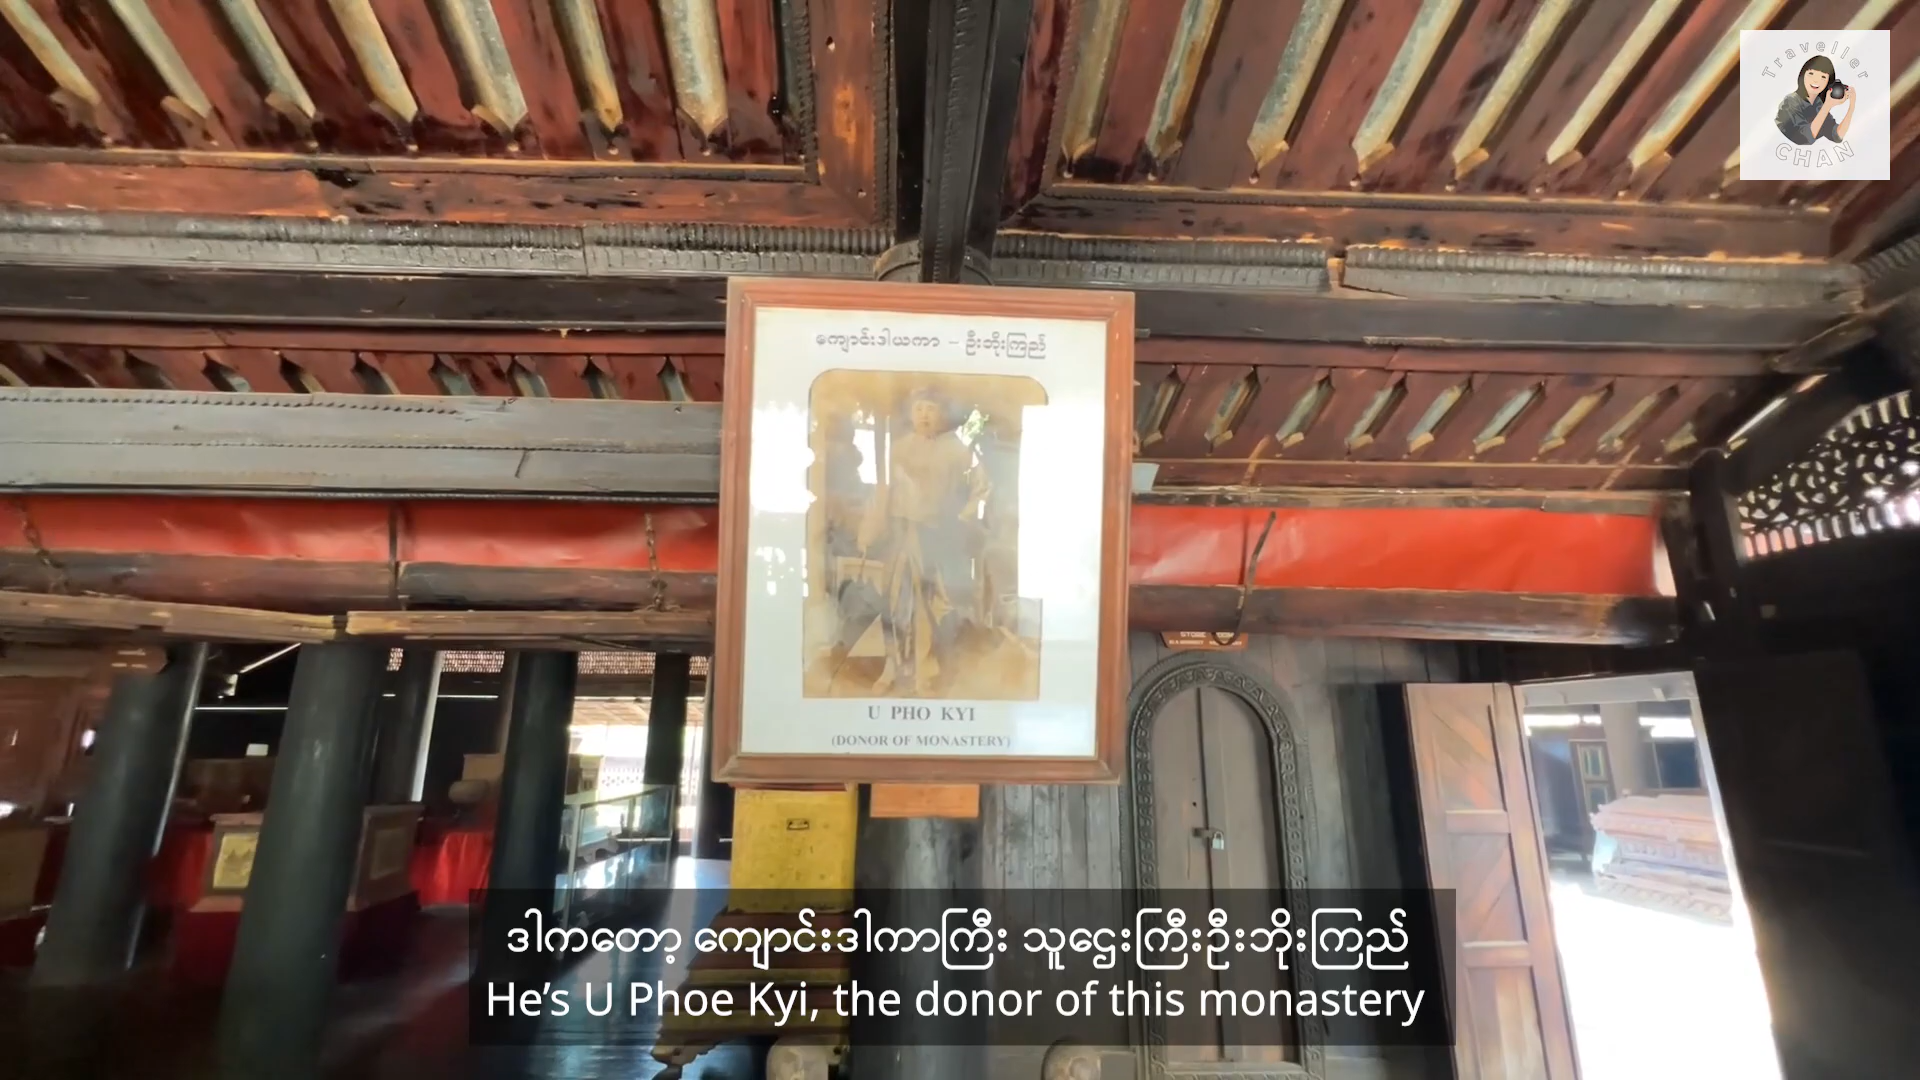 Traveller
CHAN
ကျောင်းဒါယကာ – ဦးဘိုးကြည်
U PHO KYI
(DONOR OF MONASTERY)
ဒါကတော့ ကျောင်းဒါကာကြီး သူဌေးကြီးဦးဘိုးကြည်
He’s U Phoe Kyi, the donor of this monastery